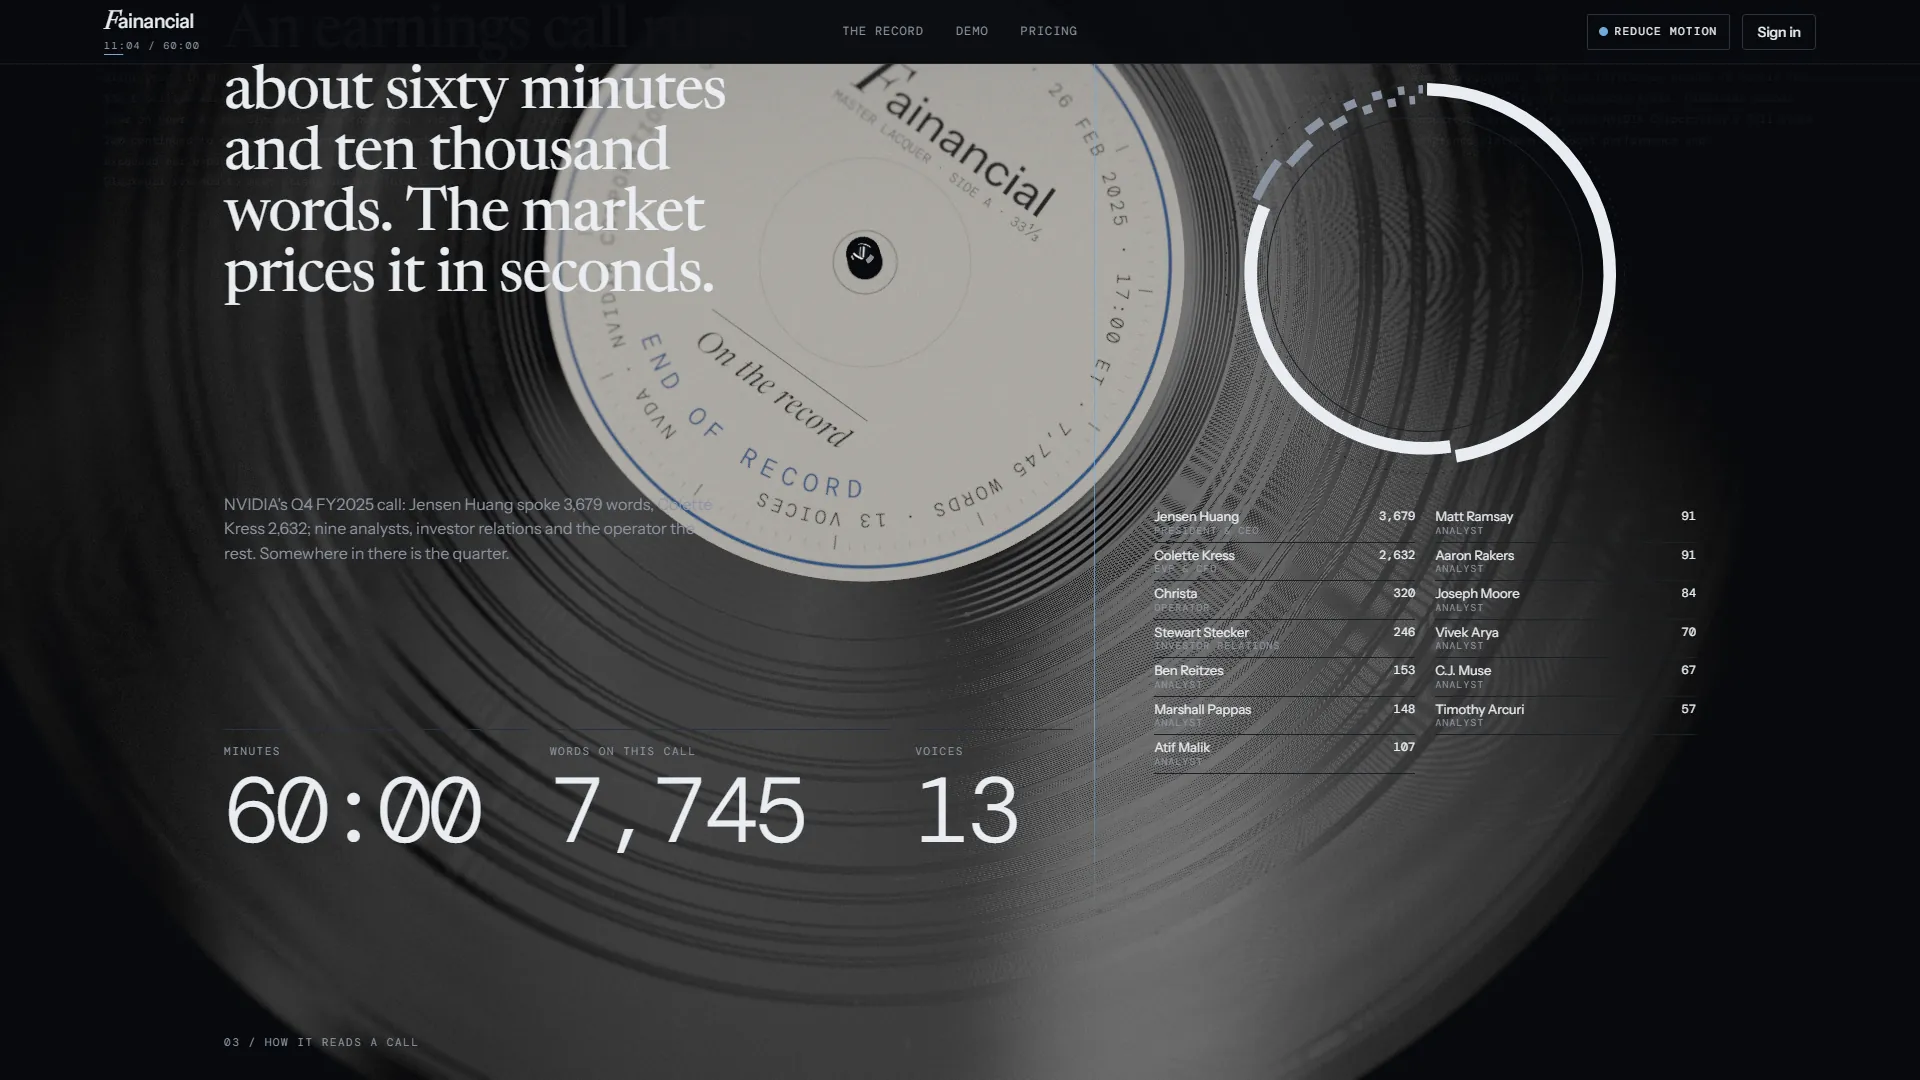 Fainancial
11:04 / 60:00
THE RECORD
DEMO
PRICING
REDUCE MOTION
Sign in
An earnings call
about sixty minutes
and ten thousand
words. The market
prices it in seconds.
Fainancial
MASTER LACQUER · SIDE A · 33⅓
26 FEB 2025 · 17:00 ET · 7,745 WORDS · 13 VOICES
NVDA · NVIDIA
On the record
END OF RECORD
NVIDIA's Q4 FY2025 call: Jensen Huang spoke 3,679 words, Colette
Kress 2,632; nine analysts, investor relations and the operator the
rest. Somewhere in there is the quarter.
MINUTES
60:00
WORDS ON THIS CALL
7,745
VOICES
13
Jensen Huang 3,679
PRESIDENT & CEO
Colette Kress 2,632
EVP & CFO
Christa 320
OPERATOR
Stewart Stecker 246
INVESTOR RELATIONS
Ben Reitzes 153
ANALYST
Marshall Pappas 148
ANALYST
Atif Malik 107
ANALYST
Matt Ramsay 91
ANALYST
Aaron Rakers 91
ANALYST
Joseph Moore 84
ANALYST
Vivek Arya 70
ANALYST
C.J. Muse 67
ANALYST
Timothy Arcuri 57
ANALYST
03 / HOW IT READS A CALL